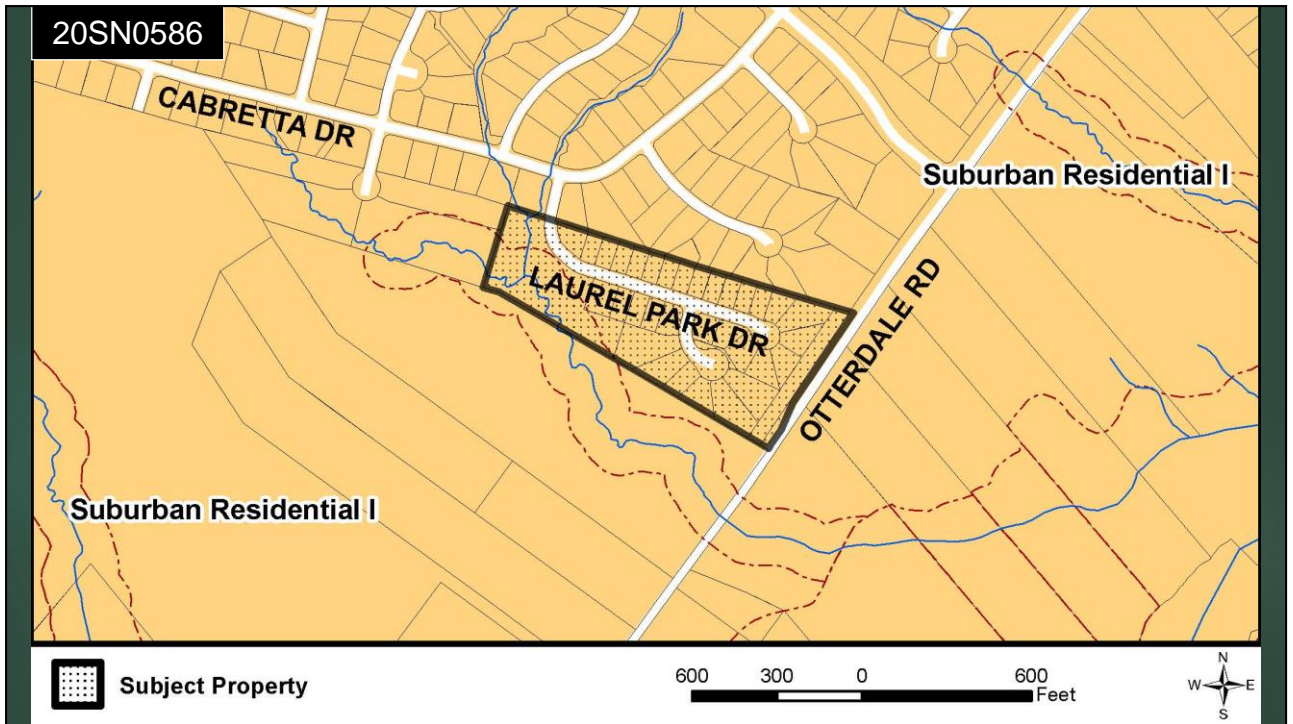 20SN0586
CABRETTA DR
Suburban Residential I
LAUREL PARK DR
OTTERDALE RD
Suburban Residential I
Subject Property
600 300 0 600
Feet
N
W E
S